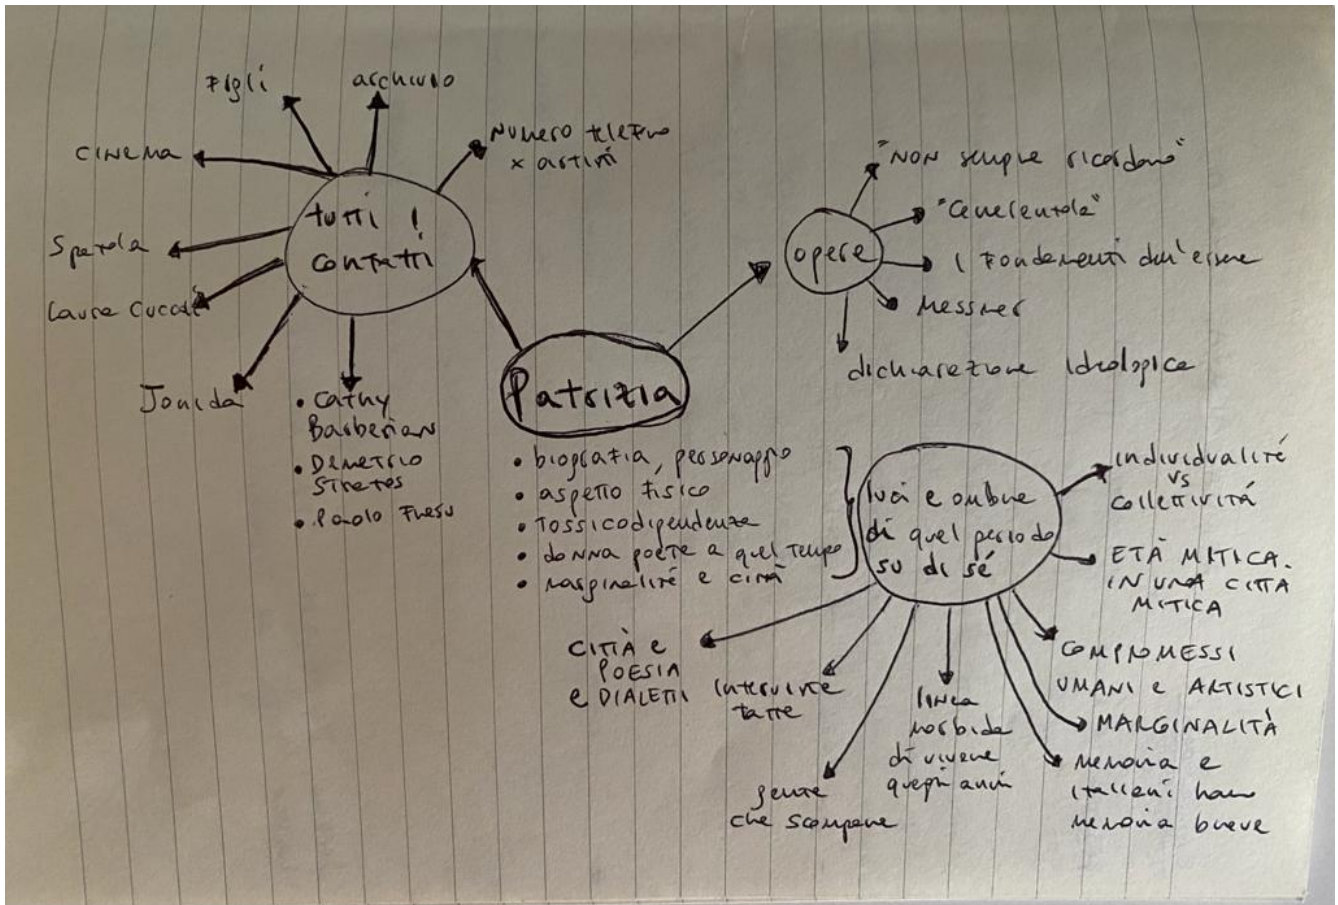 Figli
archivio
Numero telefono
x artisti
CINEMA
tutti i
contatti
Spatola
Laura Cuccoli
Jonida
• Cathy
Barberian
• Demetrio
Stratos
• Paolo Fresu
Patrizia
opere
"NON sempre ricordano"
"Cenerentola"
I Fondamenti dell'essere
Messner
dichiarazione ideologica
• biografia, personaggio
• aspetto fisico
• tossicodipendenza
• donna poeta a quel tempo
• marginalità e città
luci e ombre
di quel periodo
su di sé
individualità
vs
collettività
ETÀ MITICA.
IN UNA CITTA
MITICA
COMPROMESSI
UMANI e ARTISTICI
MARGINALITÀ
memoria e
italiani hanno
memoria breve
linea
morbida
di vivere
quegli anni
gente
che scompare
interviste
fatte
CITTÀ e
POESIA
e DIALETTI